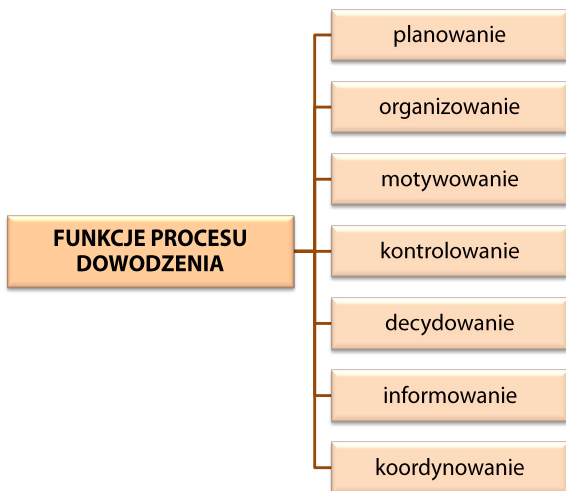 planowanie
organizowanie
motywowanie
FUNKCJE PROCESU
DOWODZENIA
kontrolowanie
decydowanie
informowanie
koordynowanie